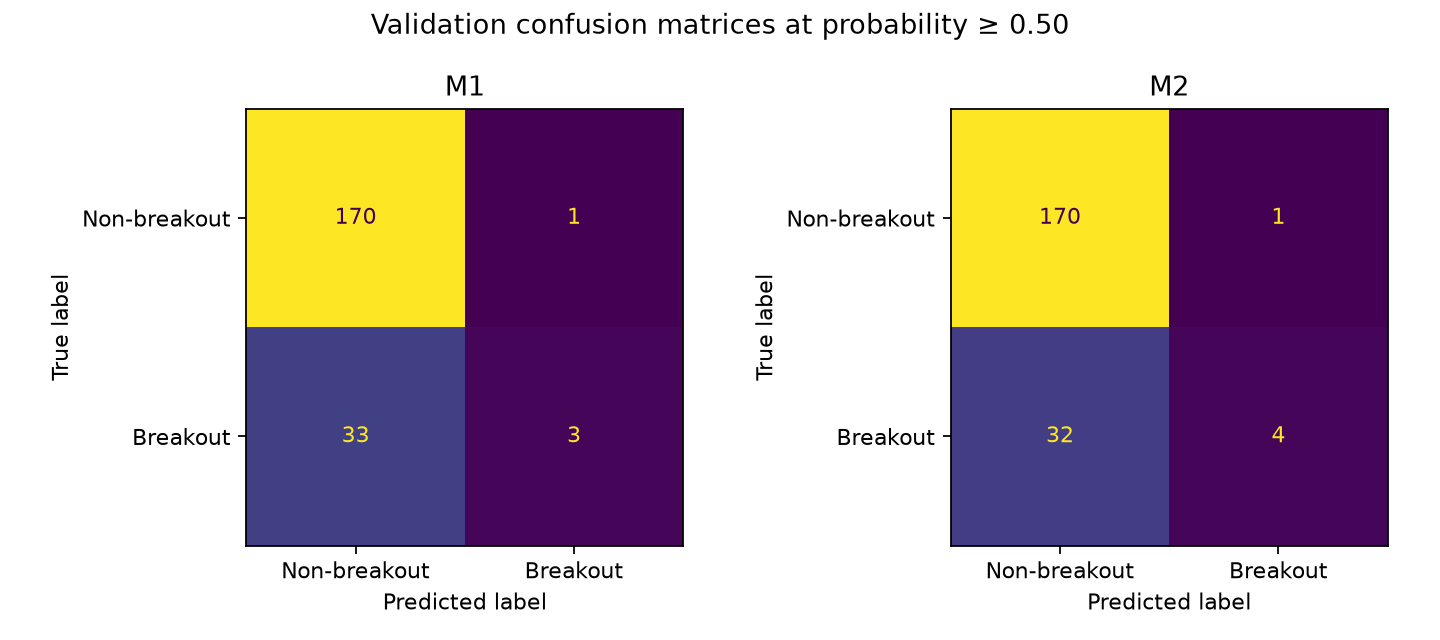 Validation confusion matrices at probability ≥ 0.50
M1
Non-breakout
170
1
True label
Breakout
33
3
Non-breakout
Breakout
Predicted label
M2
Non-breakout
170
1
True label
Breakout
32
4
Non-breakout
Breakout
Predicted label